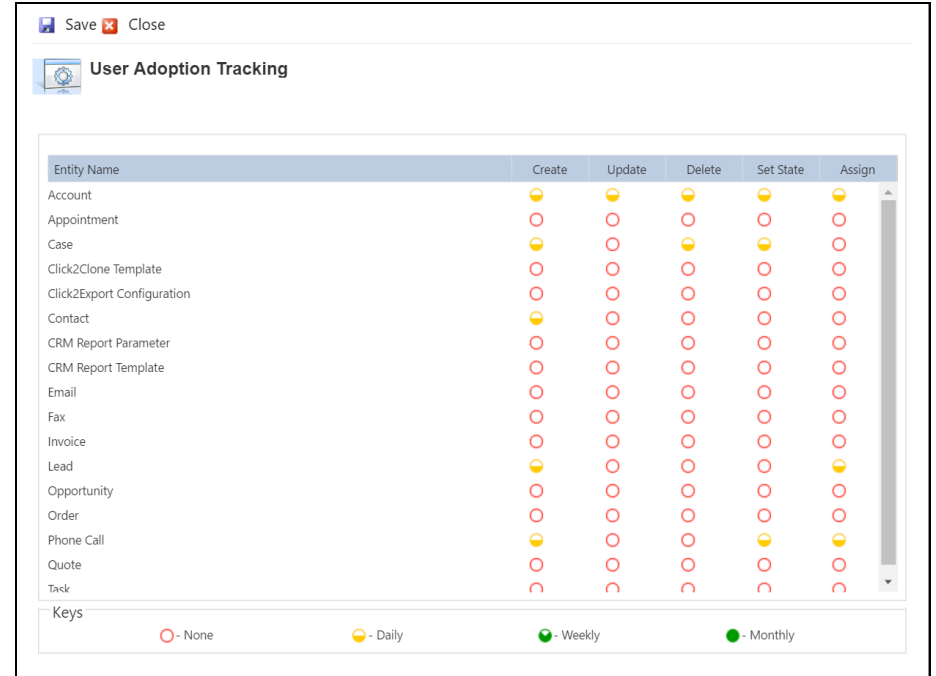 Save Close
User Adoption Tracking
Entity Name Create Update Delete Set State Assign
Account
Appointment
Case
Click2Clone Template
Click2Export Configuration
Contact
CRM Report Parameter
CRM Report Template
Email
Fax
Invoice
Lead
Opportunity
Order
Phone Call
Quote
Task
Keys
- None - Daily - Weekly - Monthly